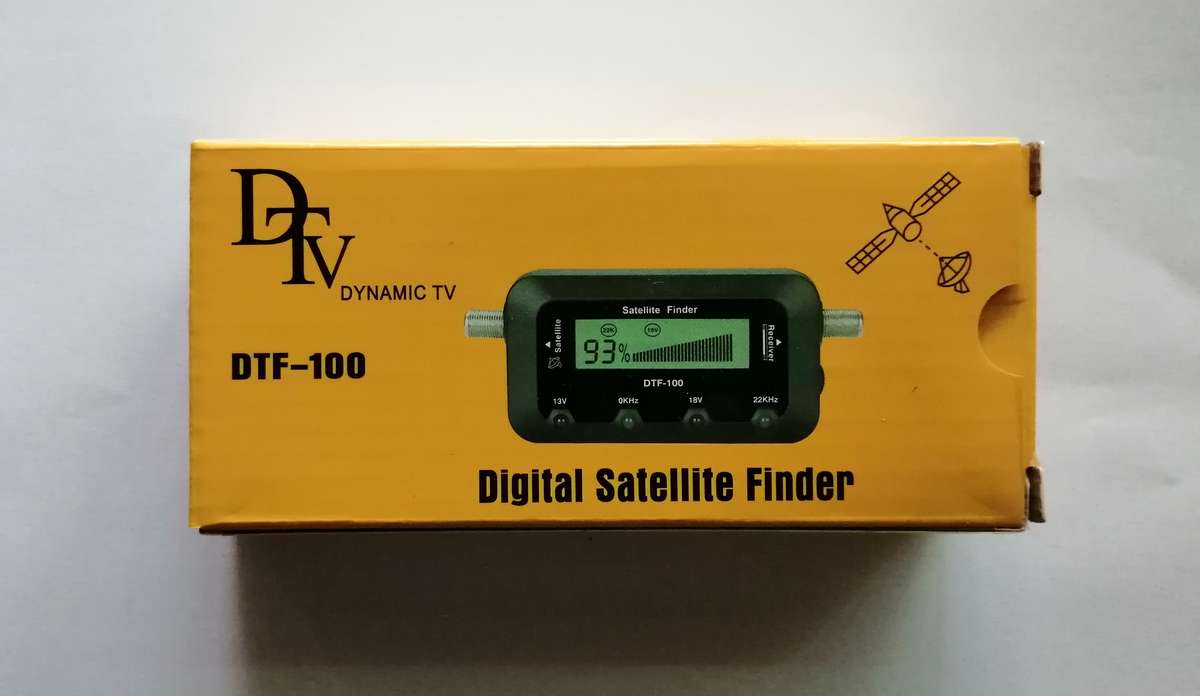 DTV
DYNAMIC TV
DTF-100
Satellite Finder
Satellite
22K 18V
93%
Receiver
DTF-100
13V 0KHz 18V 22KHz
Digital Satellite Finder